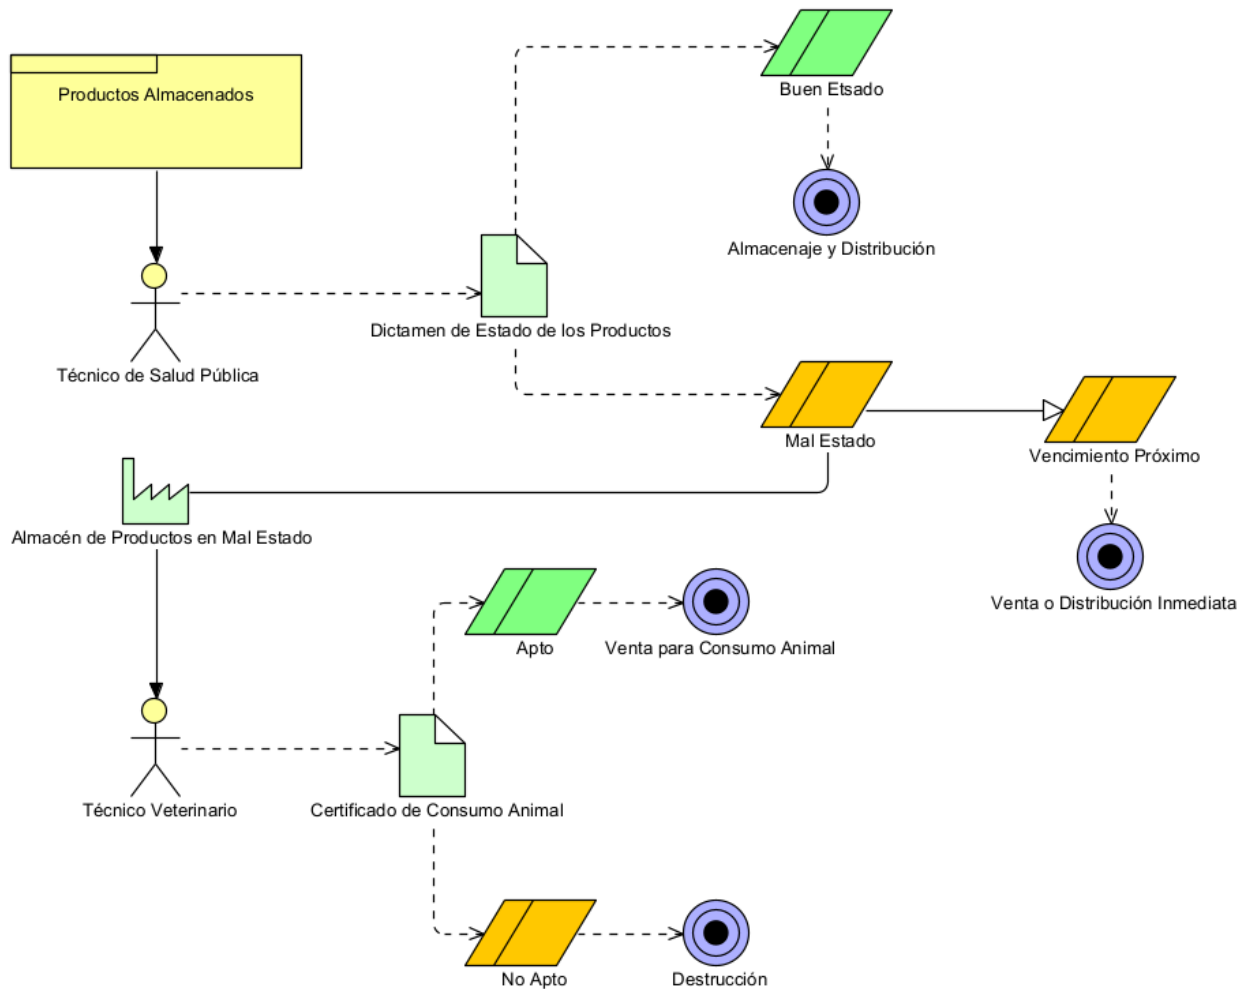 Productos Almacenados
Buen Etsado
Almacenaje y Distribución
Dictamen de Estado de los Productos
Técnico de Salud Pública
Mal Estado
Vencimiento Próximo
Almacén de Productos en Mal Estado
Venta o Distribución Inmediata
Apto
Venta para Consumo Animal
Técnico Veterinario
Certificado de Consumo Animal
No Apto
Destrucción